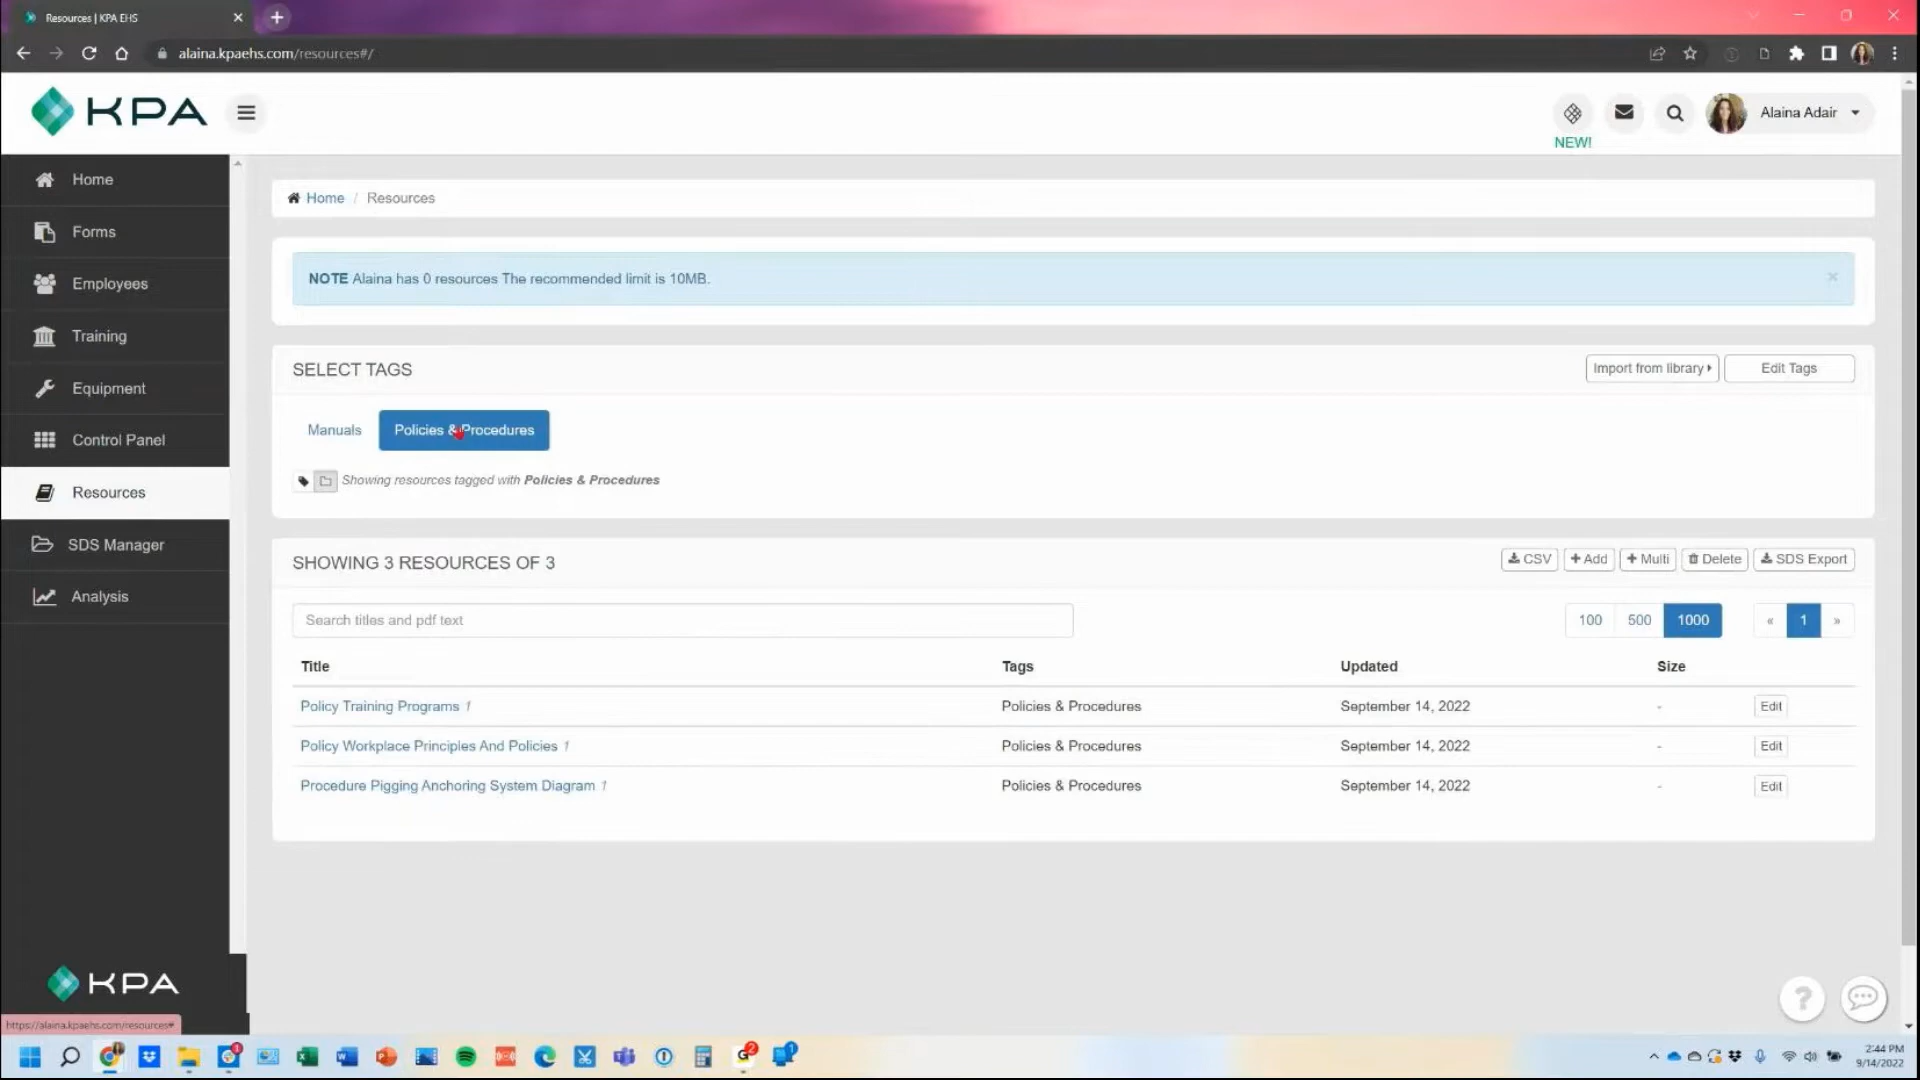 Resources | KPA EHS
alaina.kpaehs.com/resources#/
KPA
NEW!
Alaina Adair
Home
Forms
Employees
Training
Equipment
Control Panel
Resources
SDS Manager
Analysis
Home / Resources
NOTE Alaina has 0 resources The recommended limit is 10MB.
×
SELECT TAGS
Import from library
Edit Tags
Manuals
Policies & Procedures
Showing resources tagged with Policies & Procedures
SHOWING 3 RESOURCES OF 3
CSV
+ Add
+ Multi
Delete
SDS Export
Search titles and pdf text
100 500 1000
« 1 »
Title Tags Updated Size
Policy Training Programs 1 Policies & Procedures September 14, 2022 - Edit
Policy Workplace Principles And Policies 1 Policies & Procedures September 14, 2022 - Edit
Procedure Pigging Anchoring System Diagram 1 Policies & Procedures September 14, 2022 - Edit
KPA
?
https://alaina.kpaehs.com/resources#
2:44 PM
9/14/2022